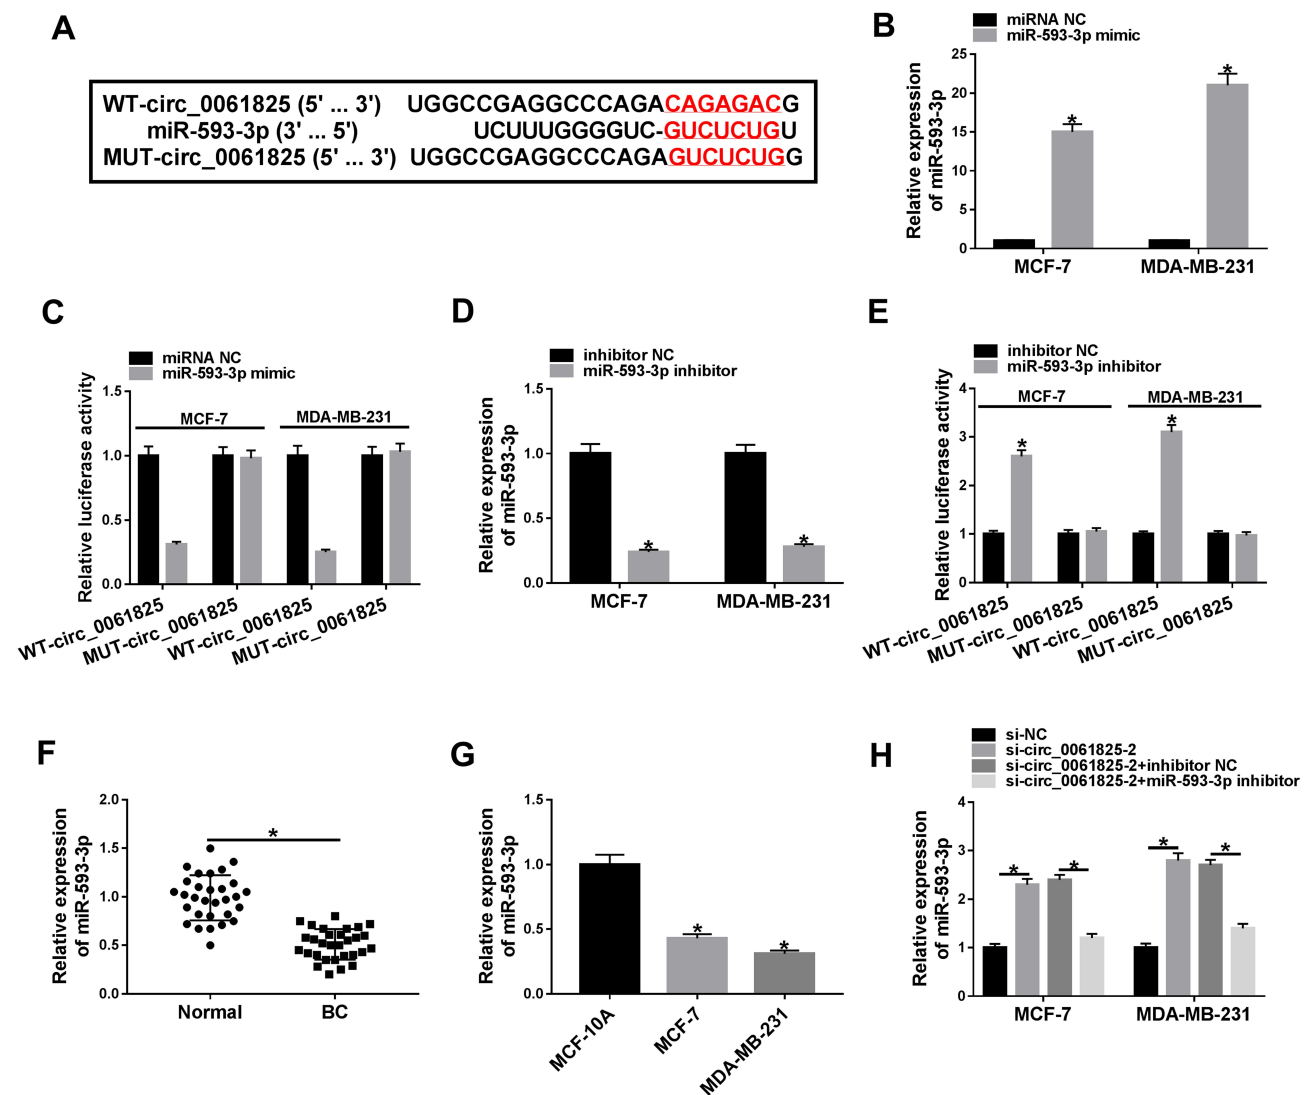 A
WT-circ_0061825 (5' ... 3') UGGCCGAGGCCCAGACAGAGACG
miR-593-3p (3' ... 5') UCUUUGGGGUC-GUCUCUGU
MUT-circ_0061825 (5' ... 3') UGGCCGAGGCCCAGAGUCUCUGG
B
miRNA NC
miR-593-3p mimic
Relative expression
of miR-593-3p
25
20
15
10
5
0
*
*
MCF-7
MDA-MB-231
C
miRNA NC
miR-593-3p mimic
Relative luciferase activity
1.5
1.0
0.5
0.0
MCF-7
MDA-MB-231
WT-circ_0061825
MUT-circ_0061825
WT-circ_0061825
MUT-circ_0061825
D
inhibitor NC
miR-593-3p inhibitor
Relative expression
of miR-593-3p
1.5
1.0
0.5
0.0
*
*
MCF-7
MDA-MB-231
E
inhibitor NC
miR-593-3p inhibitor
Relative luciferase activity
4
3
2
1
0
MCF-7
MDA-MB-231
*
*
WT-circ_0061825
MUT-circ_0061825
WT-circ_0061825
MUT-circ_0061825
F
Relative expression
of miR-593-3p
2.0
1.5
1.0
0.5
0.0
*
Normal
BC
G
Relative expression
of miR-593-3p
1.5
1.0
0.5
0.0
*
*
MCF-10A
MCF-7
MDA-MB-231
H
si-NC
si-circ_0061825-2
si-circ_0061825-2+inhibitor NC
si-circ_0061825-2+miR-593-3p inhibitor
Relative expression
of miR-593-3p
4
3
2
1
0
*
*
*
*
MCF-7
MDA-MB-231